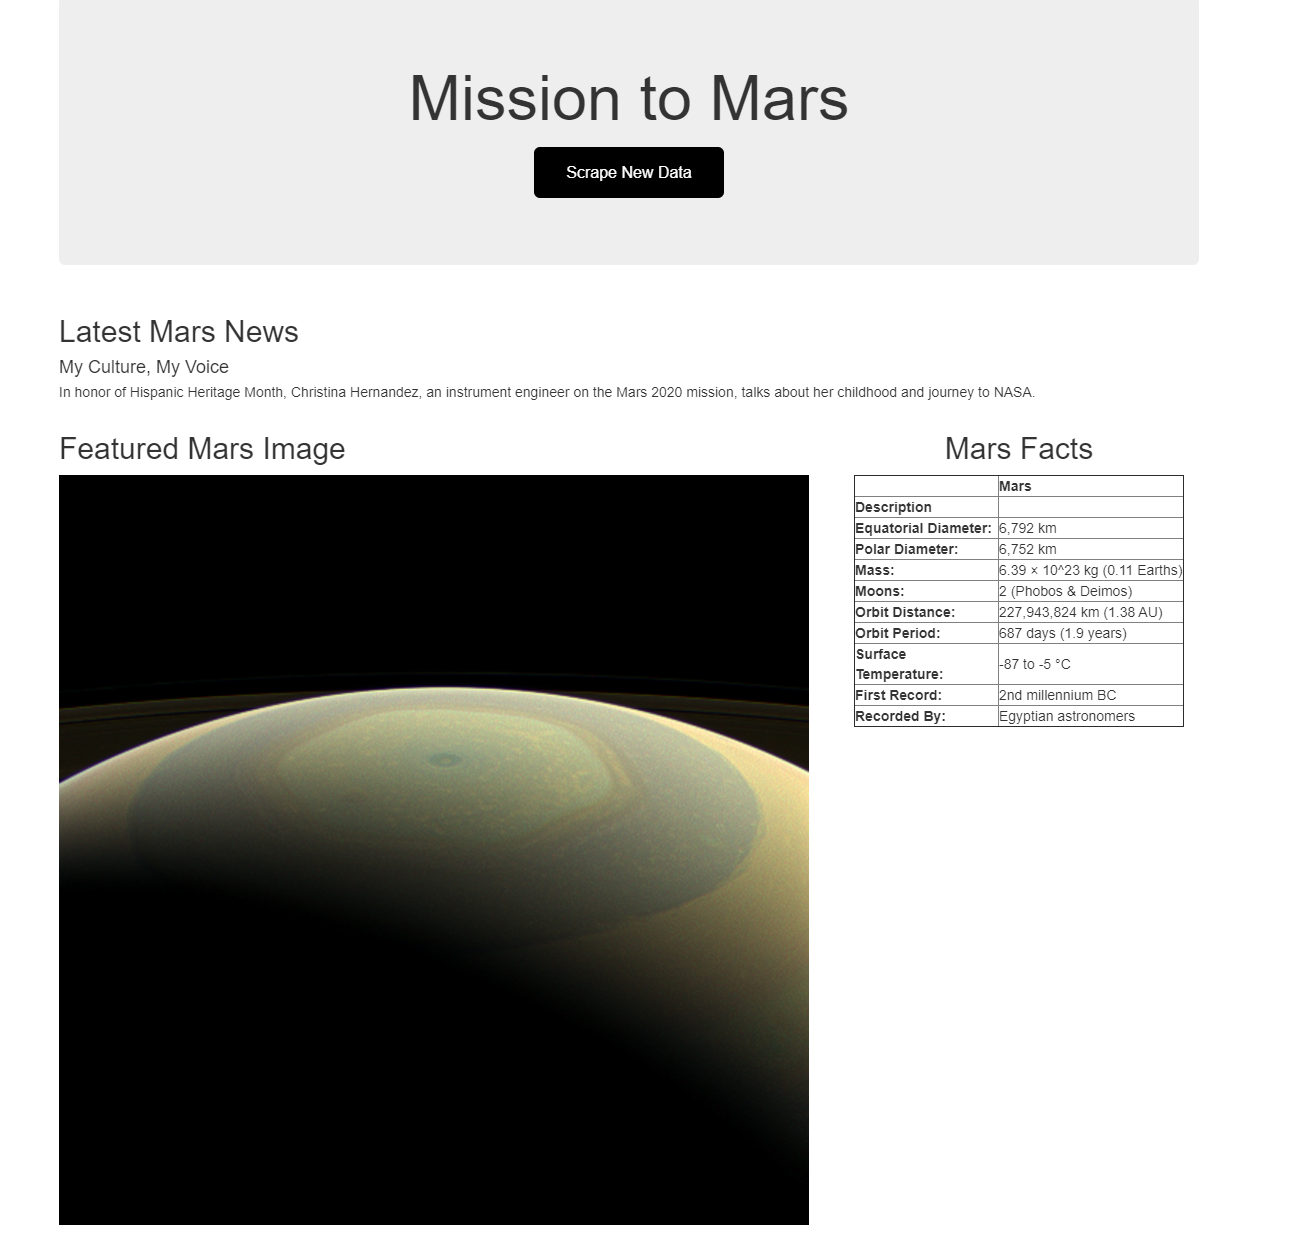 Mission to Mars
Scrape New Data
Latest Mars News
My Culture, My Voice
In honor of Hispanic Heritage Month, Christina Hernandez, an instrument engineer on the Mars 2020 mission, talks about her childhood and journey to NASA.
Featured Mars Image
Mars Facts
Mars
Description
Equatorial Diameter: 6,792 km
Polar Diameter: 6,752 km
Mass: 6.39 × 10^23 kg (0.11 Earths)
Moons: 2 (Phobos & Deimos)
Orbit Distance: 227,943,824 km (1.38 AU)
Orbit Period: 687 days (1.9 years)
Surface
Temperature: -87 to -5 °C
First Record: 2nd millennium BC
Recorded By: Egyptian astronomers